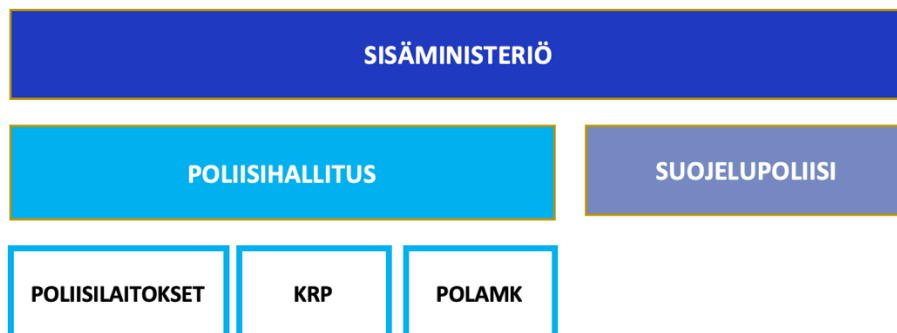 SISÄMINISTERIÖ
POLIISIHALLITUS
SUOJELUPOLIISI
POLIISILAITOKSET
KRP
POLAMK